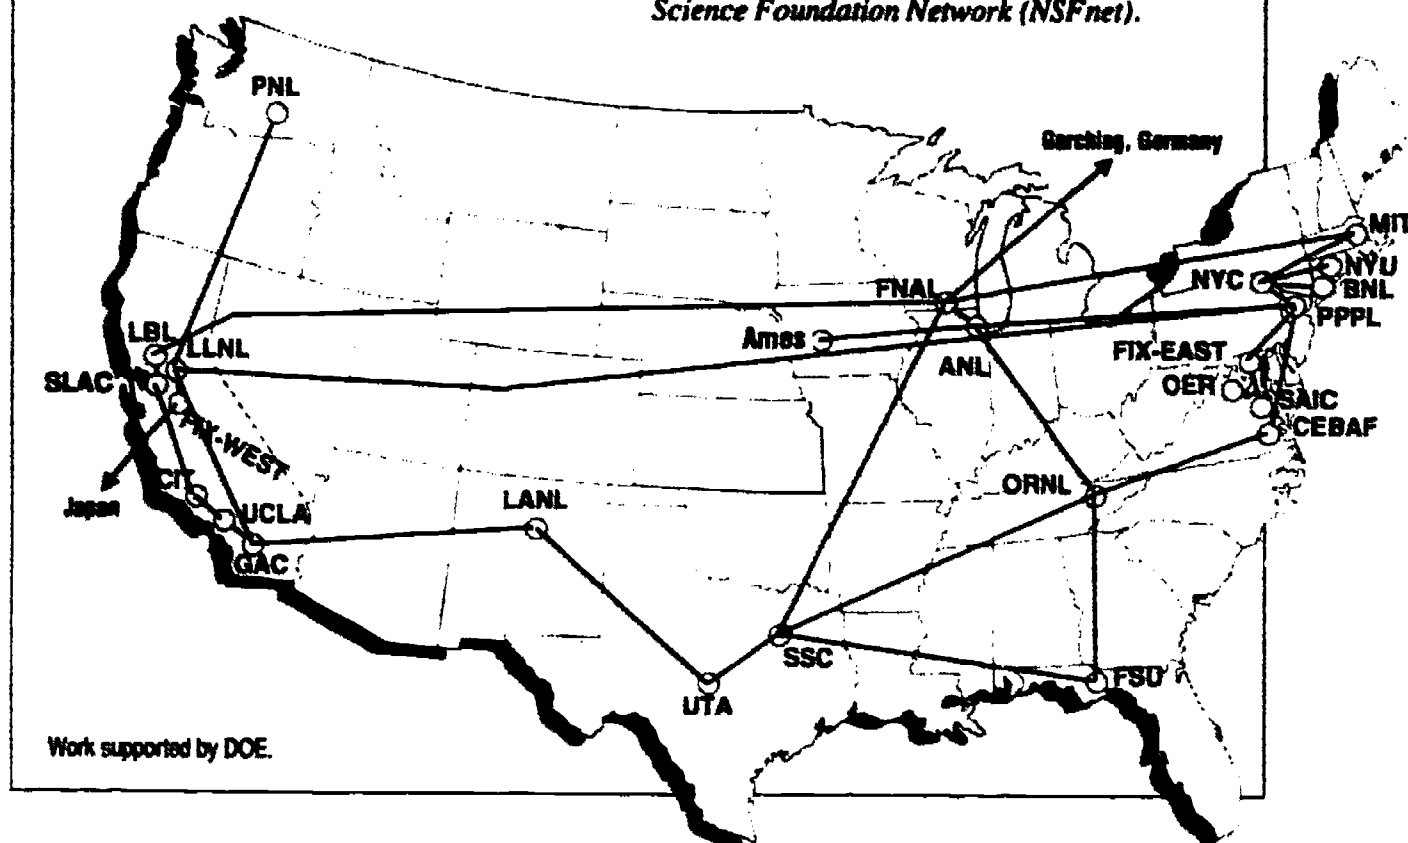 Science Foundation Network (NSFnet).
PNL
Garching, Germany
MIT
FNAL
NYC
NYU
BNL
PPPL
LBL
LLNL
Ames
ANL
FIX-EAST
SLAC
OER
SAIC
CEBAF
FIX-WEST
CIT
Japan
UCLA
LANL
ORNL
GAC
SSC
FSU
UTA
Work supported by DOE.